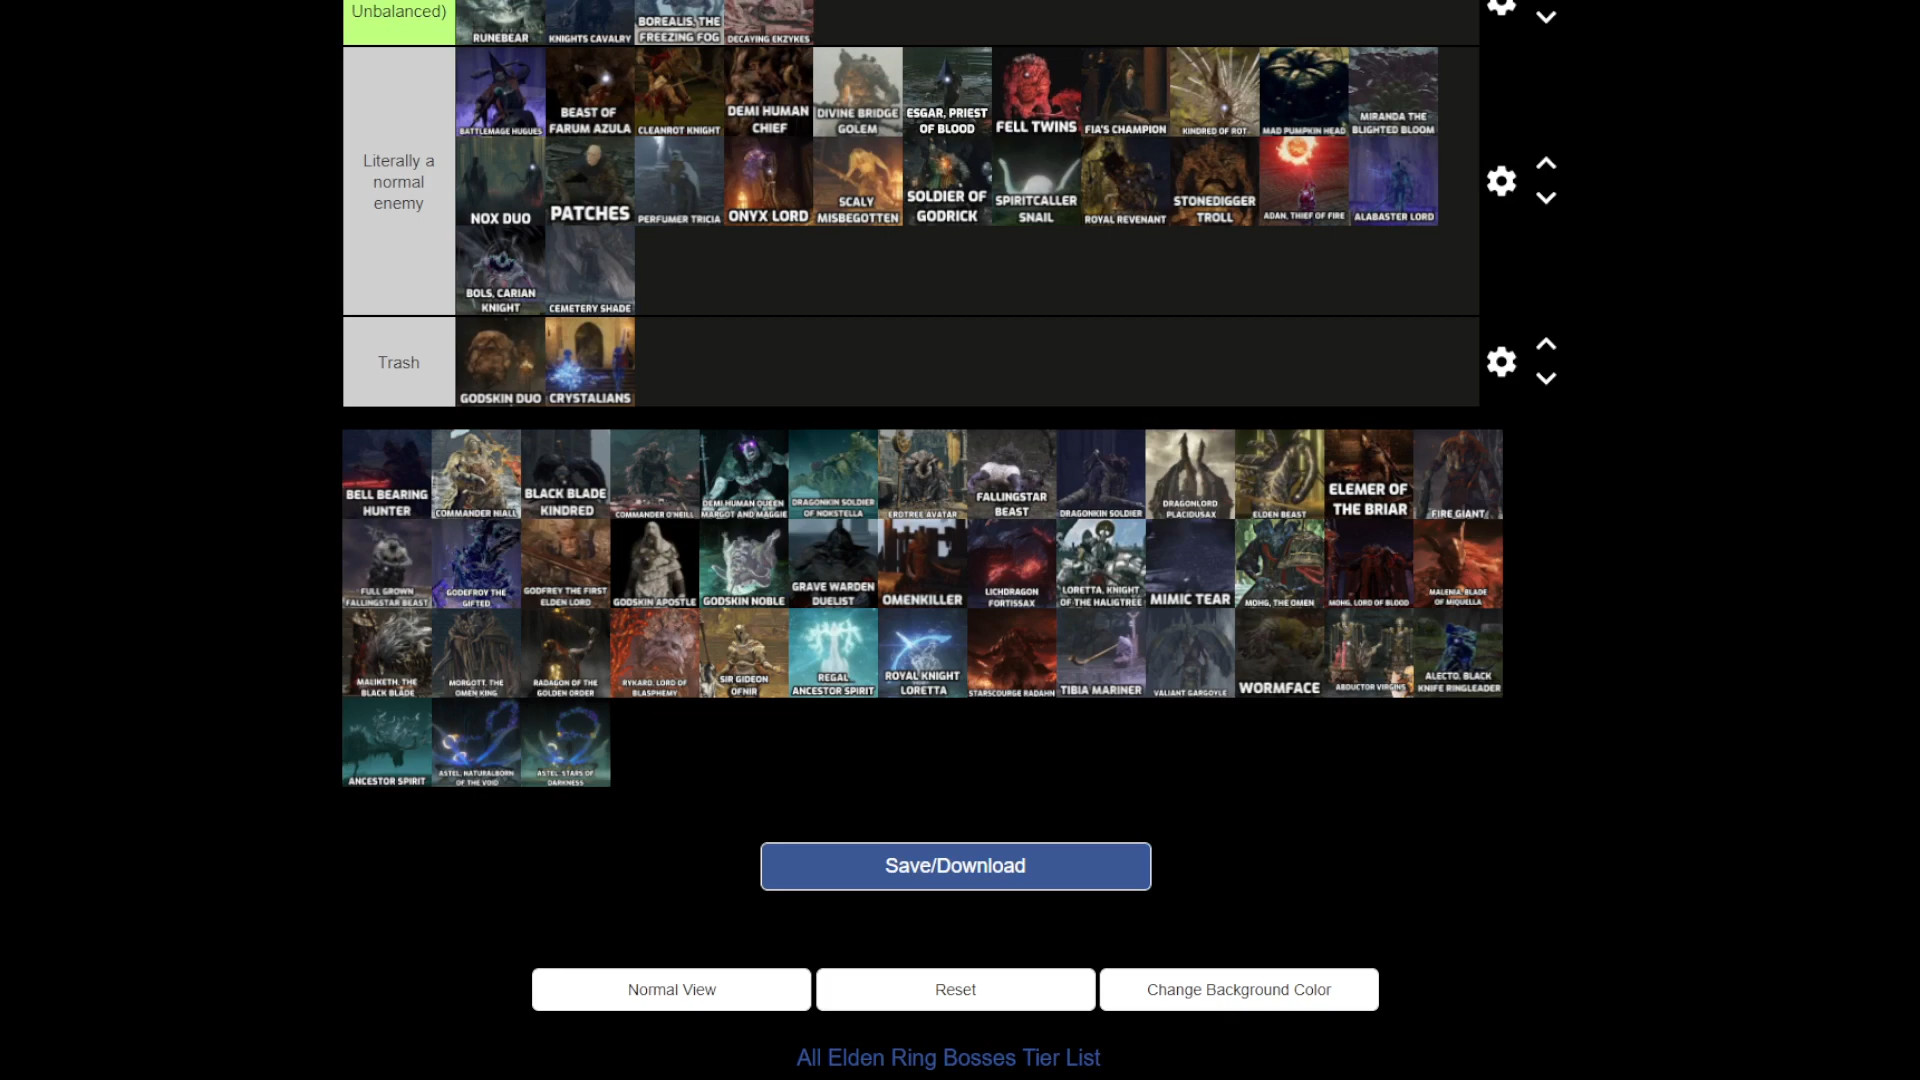 Unbalanced)
RUNEBEAR
KNIGHTS CAVALRY
BOREALIS, THE
FREEZING FOG
DECAYING EKZYKES
Literally a
normal
enemy
BATTLEMAGE HUGUES
BEAST OF
FARUM AZULA
CLEANROT KNIGHT
DEMI HUMAN
CHIEF
DIVINE BRIDGE
GOLEM
ESGAR, PRIEST
OF BLOOD
FELL TWINS
FIA'S CHAMPION
KINDRED OF ROT
MAD PUMPKIN HEAD
MIRANDA THE
BLIGHTED BLOOM
NOX DUO
PATCHES
PERFUMER TRICIA
ONYX LORD
SCALY
MISBEGOTTEN
SOLDIER OF
GODRICK
SPIRITCALLER
SNAIL
ROYAL REVENANT
STONEDIGGER
TROLL
ADAN, THIEF OF FIRE
ALABASTER LORD
BOLS, CARIAN
KNIGHT
CEMETERY SHADE
Trash
GODSKIN DUO
CRYSTALIANS
BELL BEARING
HUNTER
COMMANDER NIALL
BLACK BLADE
KINDRED
COMMANDER O'NEILL
DEMI HUMAN QUEEN
MARGOT AND MAGGIE
DRAGONKIN SOLDIER
OF NOKSTELLA
ERDTREE AVATAR
FALLINGSTAR
BEAST
DRAGONKIN SOLDIER
DRAGONLORD
PLACIDUSAX
ELDEN BEAST
ELEMER OF
THE BRIAR
FIRE GIANT
FULL GROWN
FALLINGSTAR BEAST
GODEFROY THE
GIFTED
GODFREY THE FIRST
ELDEN LORD
GODSKIN APOSTLE
GODSKIN NOBLE
GRAVE WARDEN
DUELIST
OMENKILLER
LICHDRAGON
FORTISSAX
LORETTA, KNIGHT
OF THE HALIGTREE
MIMIC TEAR
MOHG, THE OMEN
MOHG, LORD OF BLOOD
MALENIA, BLADE
OF MIQUELLA
MALIKETH, THE
BLACK BLADE
MORGOTT, THE
OMEN KING
RADAGON OF THE
GOLDEN ORDER
RYKARD, LORD OF
BLASPHEMY
SIR GIDEON
OFNIR
REGAL
ANCESTOR SPIRIT
ROYAL KNIGHT
LORETTA
STARSCOURGE RADAHN
TIBIA MARINER
VALIANT GARGOYLE
WORMFACE
ABDUCTOR VIRGINS
ALECTO, BLACK
KNIFE RINGLEADER
ANCESTOR SPIRIT
ASTEL, NATURALBORN
OF THE VOID
ASTEL, STARS OF
DARKNESS
Save/Download
Normal View
Reset
Change Background Color
All Elden Ring Bosses Tier List